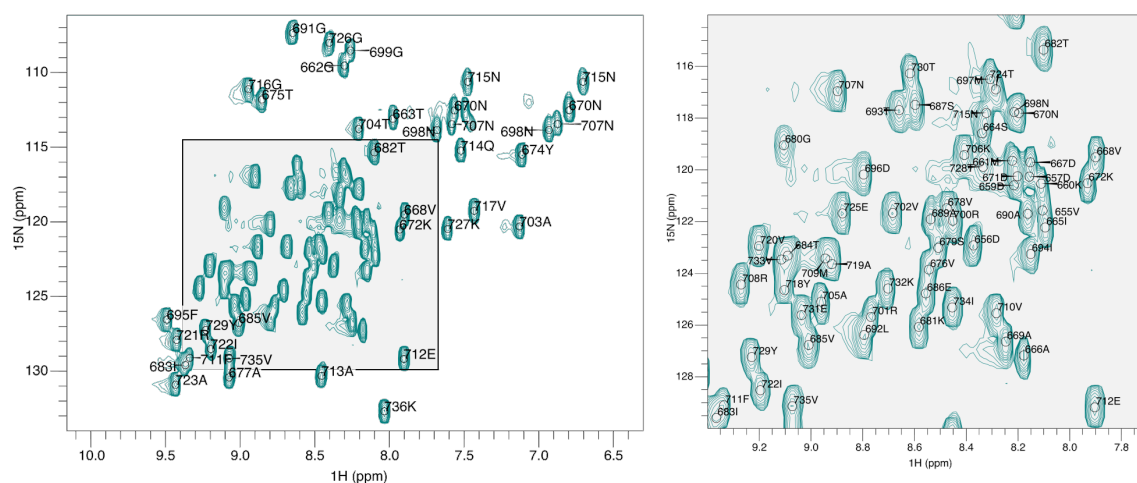 691G
726G
699G
662G
110
716G
675T
715N
715N
670N
670N
663T
704T
698N
707N
698N
707N
115
682T
714Q
674Y
668V
717V
120
672K
727K
703A
125
695F
729Y
685V
721R
722I
711F
735V
712E
683I
130
723A
677A
713A
736K
15N (ppm)
10.0
9.5
9.0
8.5
8.0
7.5
7.0
6.5
1H (ppm)
682T
116
730T
724T
697M
707N
693T
687S
698N
118
715N
670N
664S
680G
706K
668V
661M
667D
120
728T
696D
671D
657D
672K
659D
660K
678V
725E
702V
689A
700R
690A
655V
665I
122
720V
684T
679S
656D
694I
733V
709M
719A
676V
124
708R
718Y
732K
686E
705A
734I
710V
731E
701R
681K
126
692L
685V
669A
666A
729Y
722I
128
711F
735V
712E
683I
15N (ppm)
9.2
9.0
8.8
8.6
8.4
8.2
8.0
7.8
1H (ppm)